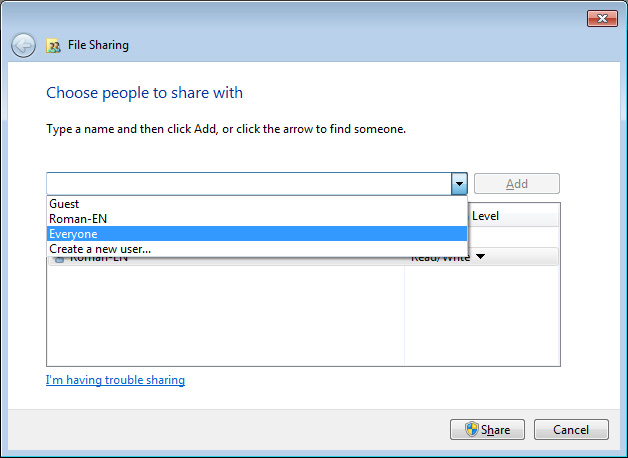 File Sharing
Choose people to share with
Type a name and then click Add, or click the arrow to find someone.
Add
Guest
Roman-EN
Everyone
Create a new user...
Level
Roman-EN
Read/Write
I'm having trouble sharing
Share
Cancel